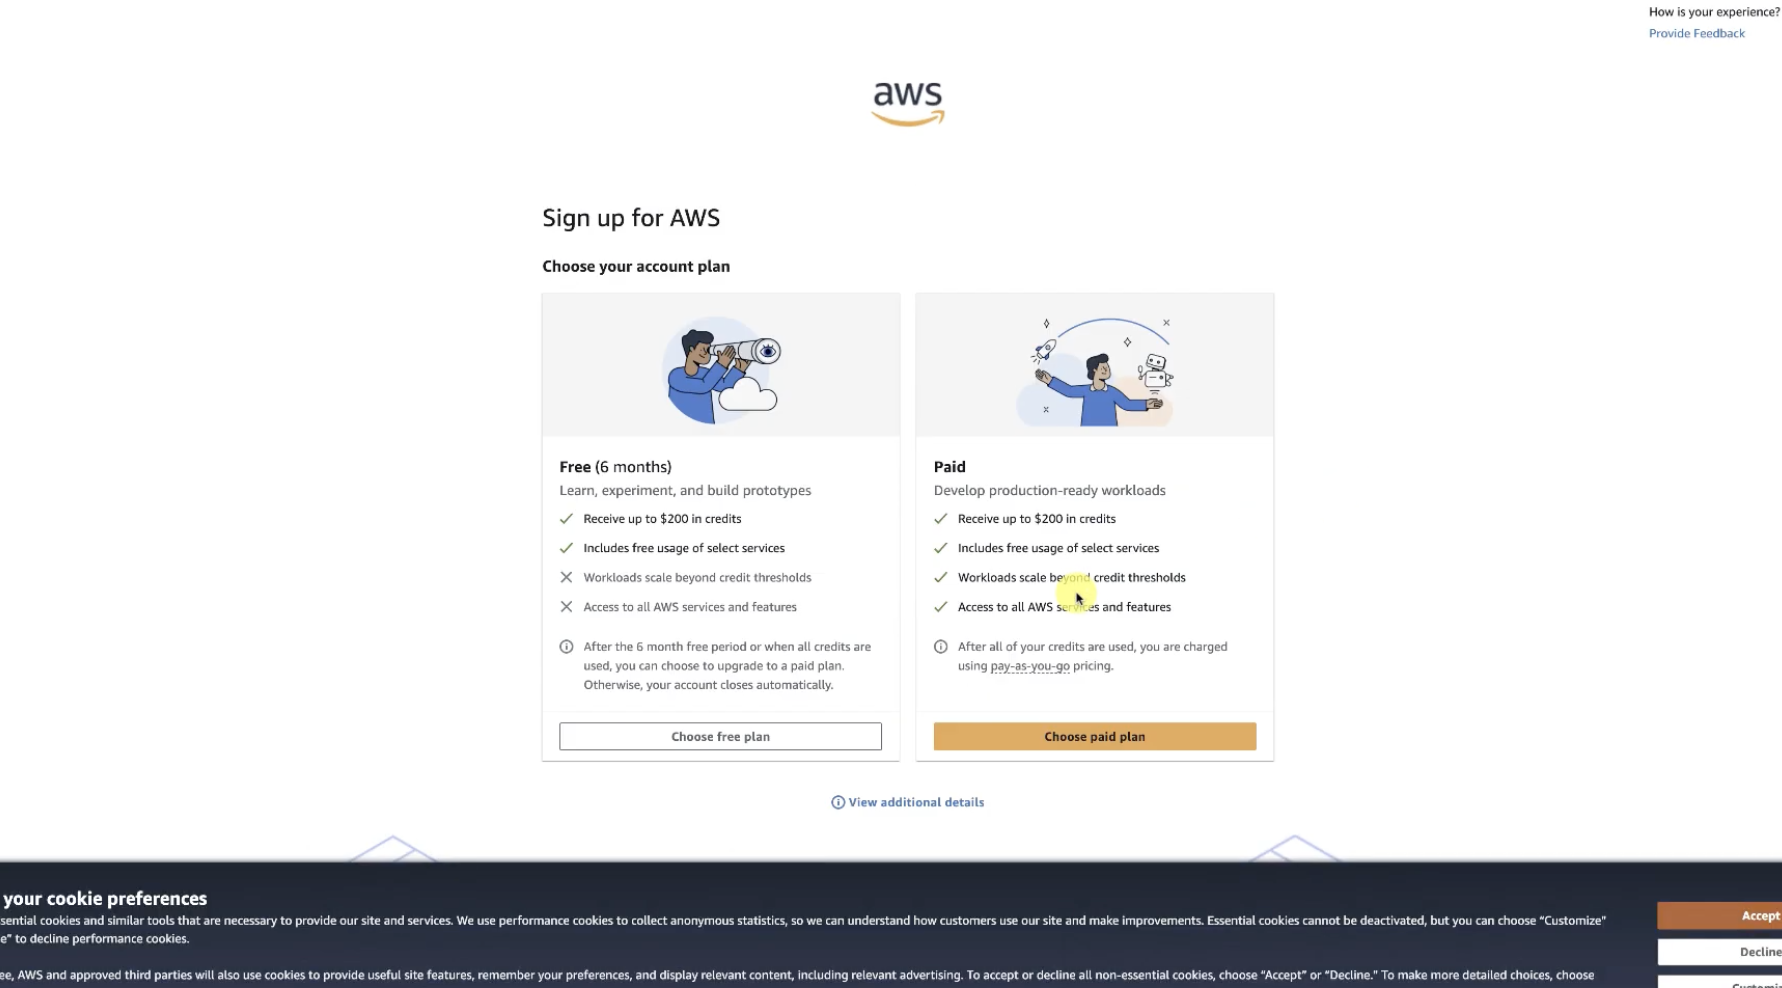 How is your experience?
Provide Feedback
aws
Sign up for AWS
Choose your account plan
Free (6 months)
Learn, experiment, and build prototypes
Receive up to $200 in credits
Includes free usage of select services
Workloads scale beyond credit thresholds
Access to all AWS services and features
After the 6 month free period or when all credits are
used, you can choose to upgrade to a paid plan.
Otherwise, your account closes automatically.
Choose free plan
Paid
Develop production-ready workloads
Receive up to $200 in credits
Includes free usage of select services
Workloads scale beyond credit thresholds
Access to all AWS services and features
After all of your credits are used, you are charged
using pay-as-you-go pricing.
Choose paid plan
View additional details
your cookie preferences
sential cookies and similar tools that are necessary to provide our site and services. We use performance cookies to collect anonymous statistics, so we can understand how customers use our site and make improvements. Essential cookies cannot be deactivated, but you can choose “Customize”
e” to decline performance cookies.
ee, AWS and approved third parties will also use cookies to provide useful site features, remember your preferences, and display relevant content, including relevant advertising. To accept or decline all non-essential cookies, choose “Accept” or “Decline.” To make more detailed choices, choose
Accept
Decline